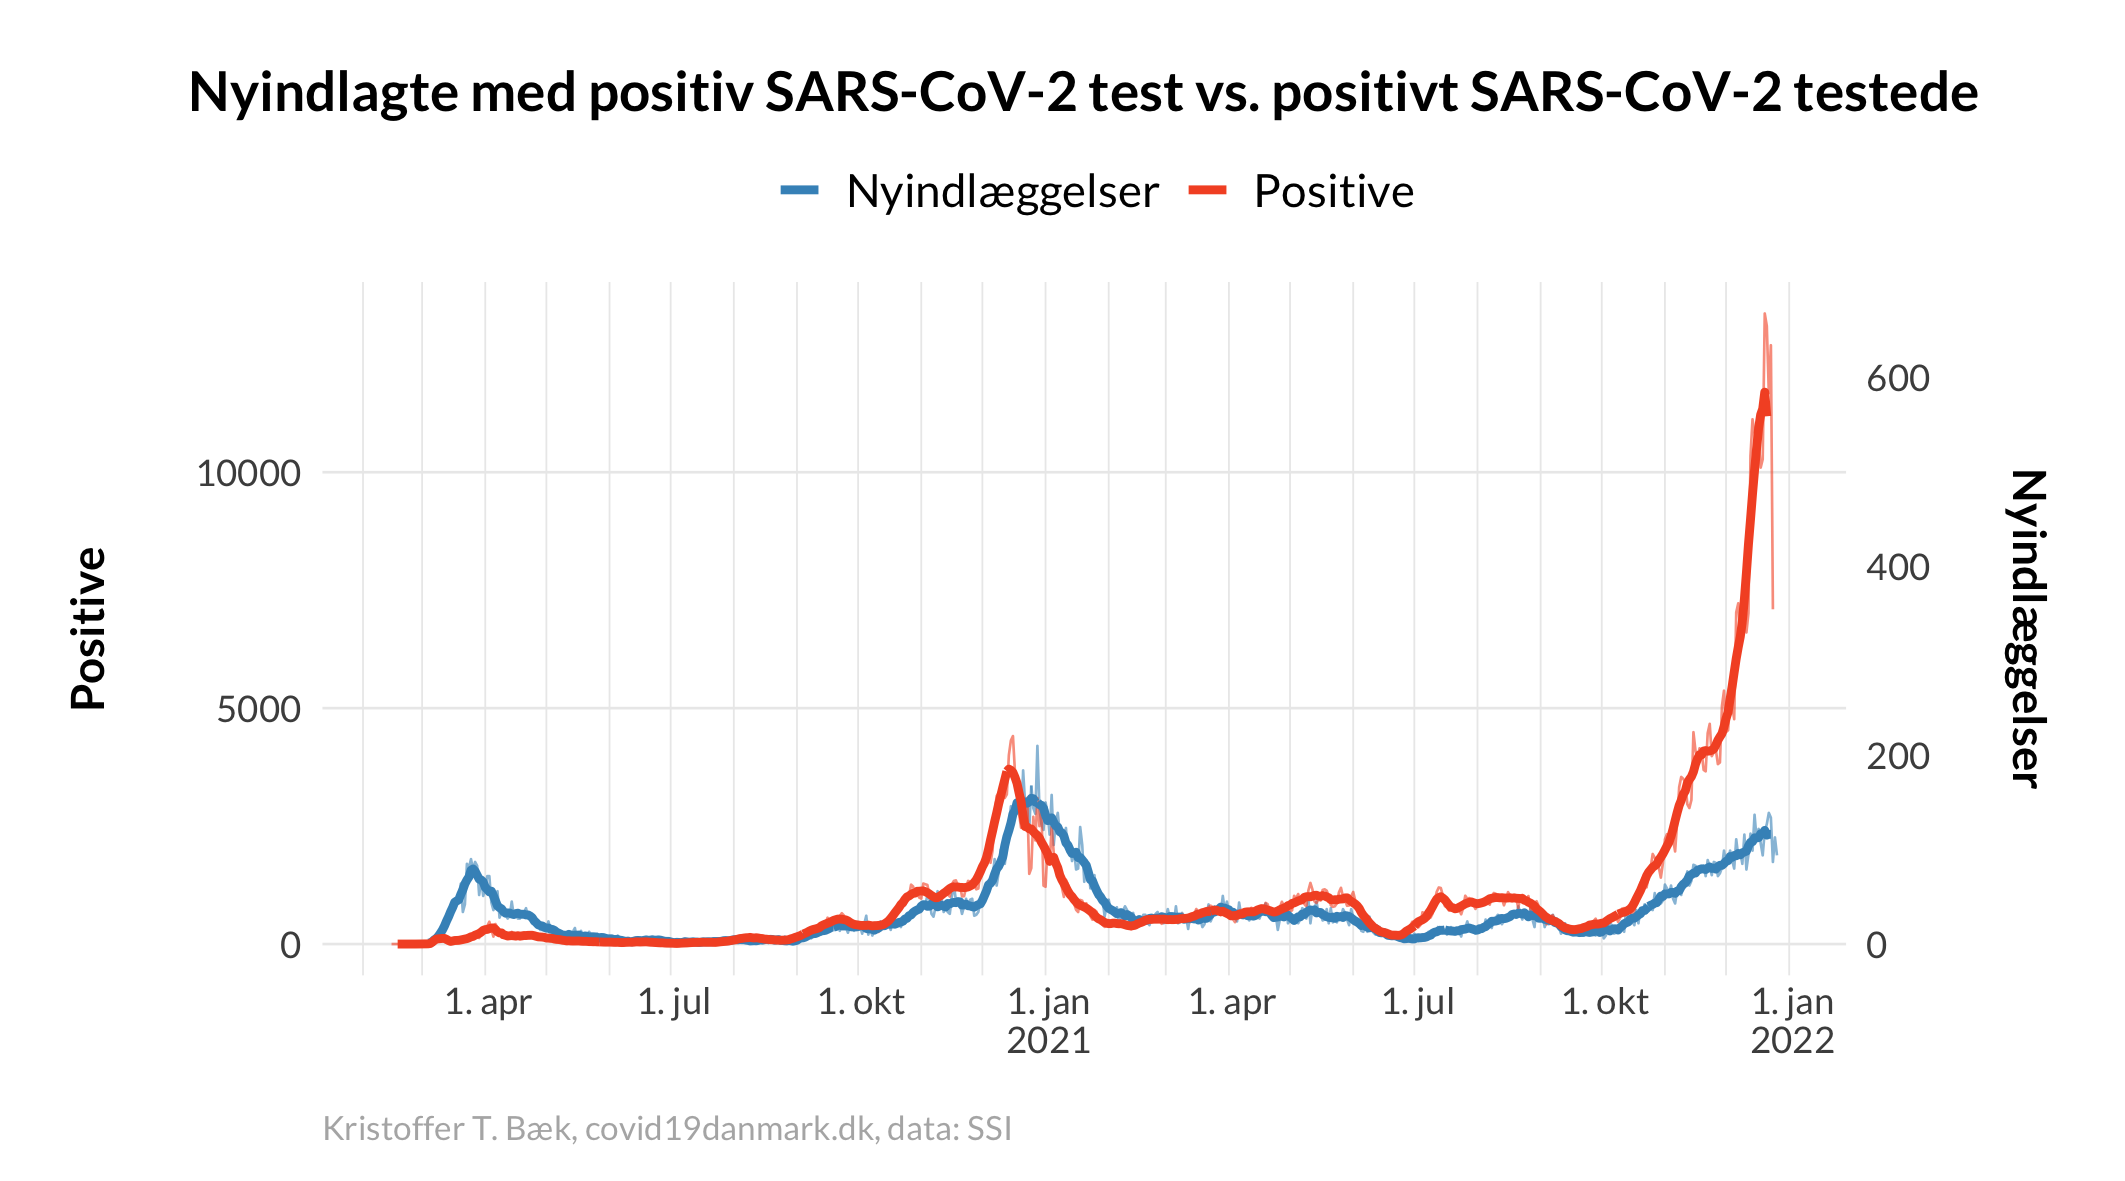 Nyindlagte med positiv SARS-CoV-2 test vs. positivt SARS-CoV-2 testede
Nyindlæggelser Positive
Positive
10000
5000
0
600
400
200
0
Nyindlæggelser
1. apr 1. jul 1. okt 1. jan 1. apr 1. jul 1. okt 1. jan
2021 2022
Kristoffer T. Bæk, covid19danmark.dk, data: SSI